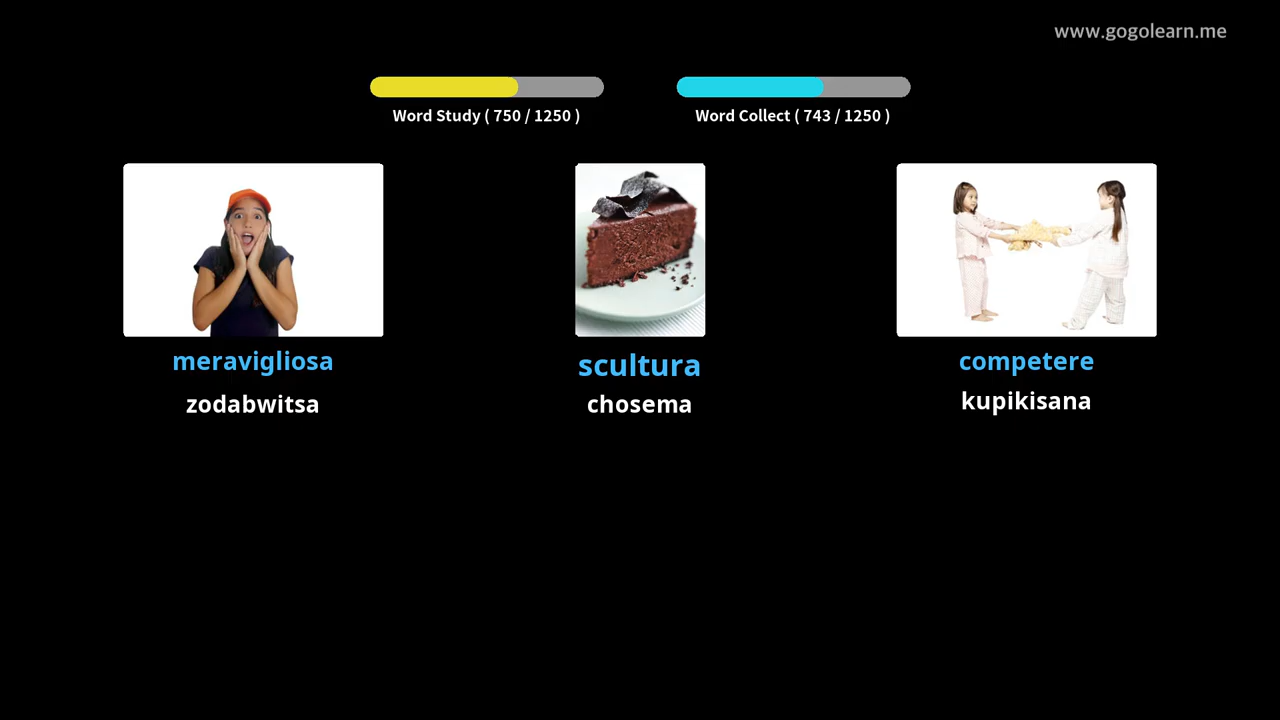 www.gogolearn.me
Word Study ( 750 / 1250 )
Word Collect ( 743 / 1250 )
meravigliosa
scultura
competere
zodabwitsa
chosema
kupikisana